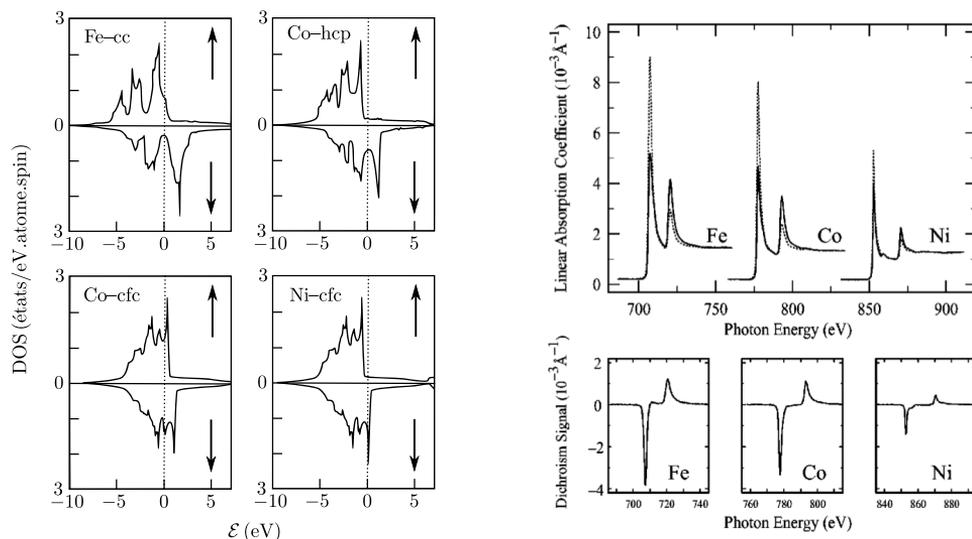 Fe–cc
Co–hcp
Co–cfc
Ni–cfc
3
0
3
3
0
3
3
0
3
3
0
3
−10 −5 0 5
−10 −5 0 5
−10 −5 0 5
−10 −5 0 5
DOS (états/eV.atome.spin)
ℰ (eV)
Linear Absorption Coefficient (10⁻³Å⁻¹)
10
8
6
4
2
0
Fe
Co
Ni
700 750 800 850 900
Photon Energy (eV)
Dichroism Signal (10⁻³Å⁻¹)
2
0
−2
−4
Fe
Co
Ni
700 720 740
780 800
840 860 880
Photon Energy (eV)